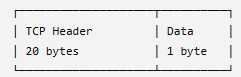 TCP Header Data
20 bytes 1 byte